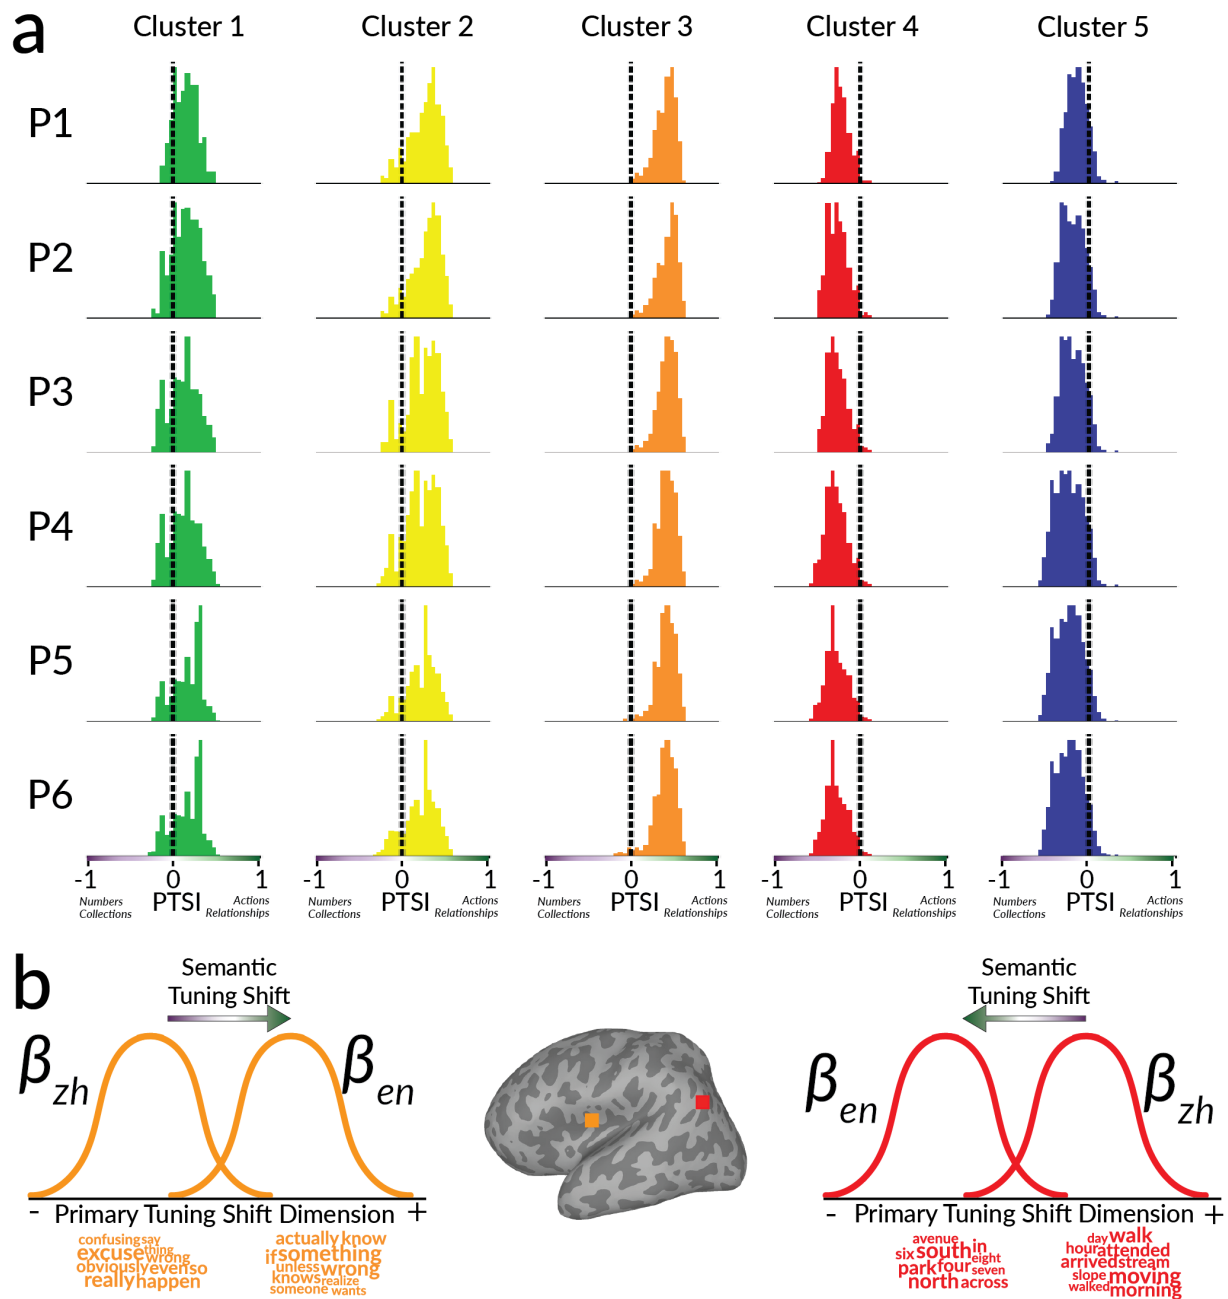 a
Cluster 1 Cluster 2 Cluster 3 Cluster 4 Cluster 5
P1
P2
P3
P4
P5
P6
-1 0 1 -1 0 1 -1 0 1 -1 0 1 -1 0 1
PTSI PTSI PTSI PTSI PTSI
Numbers Actions Numbers Actions Numbers Actions Numbers Actions Numbers Actions
Collections Relationships Collections Relationships Collections Relationships Collections Relationships Collections Relationships
b
Semantic
Tuning Shift
βzh
βen
- Primary Tuning Shift Dimension +
confusing say
excuse thing
wrong
obviously even so
really happen
actually know
if something
unless wrong
knows realize
someone wants
Semantic
Tuning Shift
βen
βzh
- Primary Tuning Shift Dimension +
avenue
six south in
eight
park four seven
north across
day walk
hour attended
arrived stream
slope moving
walked morning